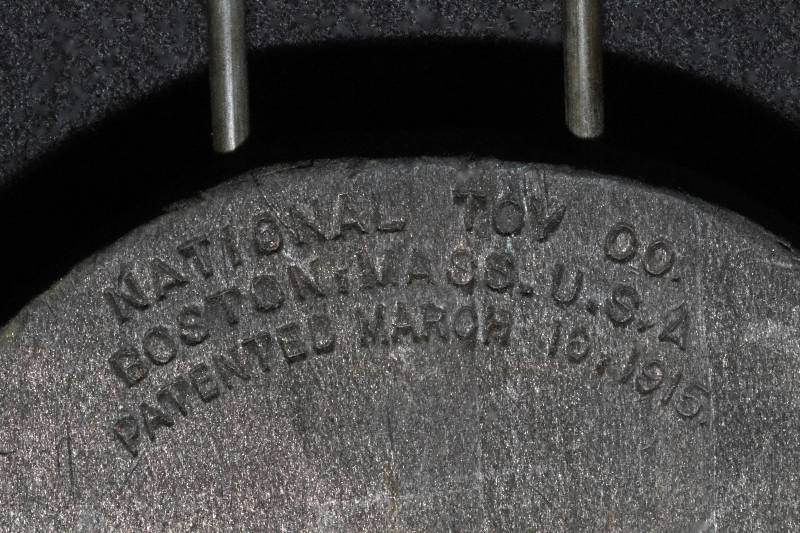 NATIONAL TOY CO.
BOSTON, MASS. U.S.A
PATENTED MARCH 16, 1915.